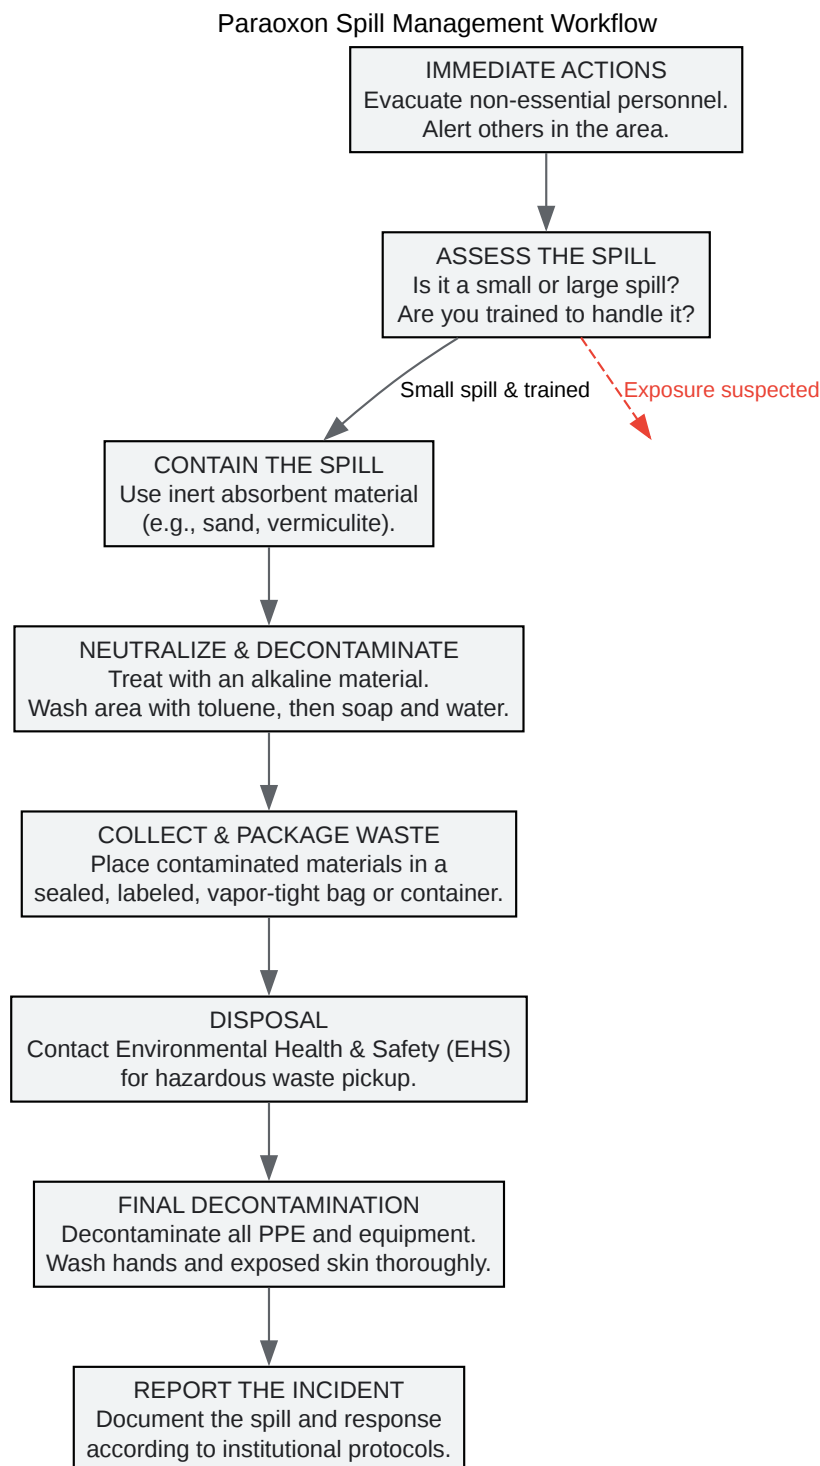 Paraoxon Spill Management Workflow
IMMEDIATE ACTIONS
Evacuate non-essential personnel.
Alert others in the area.
ASSESS THE SPILL
Is it a small or large spill?
Are you trained to handle it?
Small spill & trained
Exposure suspected
CONTAIN THE SPILL
Use inert absorbent material
(e.g., sand, vermiculite).
NEUTRALIZE & DECONTAMINATE
Treat with an alkaline material.
Wash area with toluene, then soap and water.
COLLECT & PACKAGE WASTE
Place contaminated materials in a
sealed, labeled, vapor-tight bag or container.
DISPOSAL
Contact Environmental Health & Safety (EHS)
for hazardous waste pickup.
FINAL DECONTAMINATION
Decontaminate all PPE and equipment.
Wash hands and exposed skin thoroughly.
REPORT THE INCIDENT
Document the spill and response
according to institutional protocols.